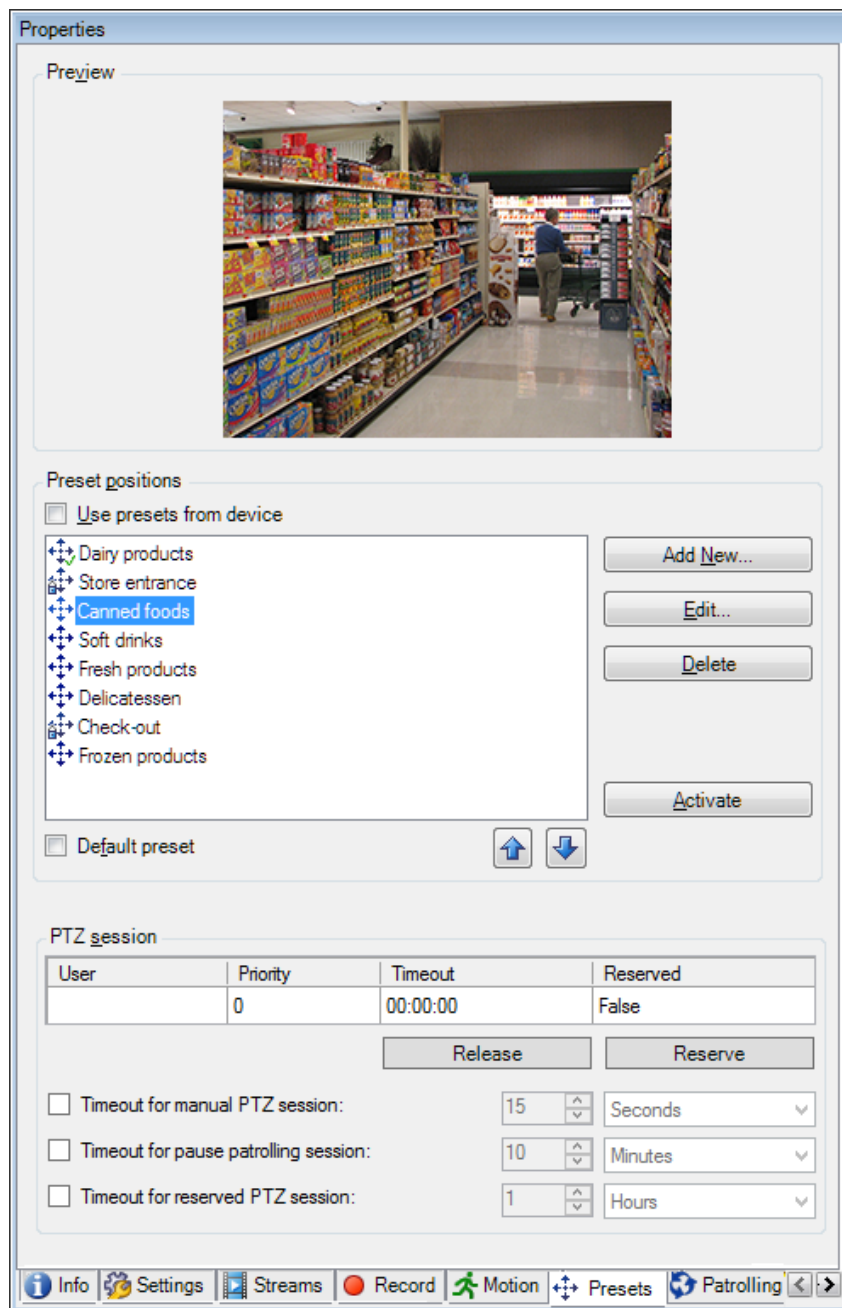 Properties
Preview
Preset positions
Use presets from device
Dairy products
Store entrance
Canned foods
Soft drinks
Fresh products
Delicatessen
Check-out
Frozen products
Add New...
Edit...
Delete
Activate
Default preset
PTZ session
User Priority Timeout Reserved
0 00:00:00 False
Release Reserve
Timeout for manual PTZ session: 15 Seconds
Timeout for pause patrolling session: 10 Minutes
Timeout for reserved PTZ session: 1 Hours
Info Settings Streams Record Motion Presets Patrolling